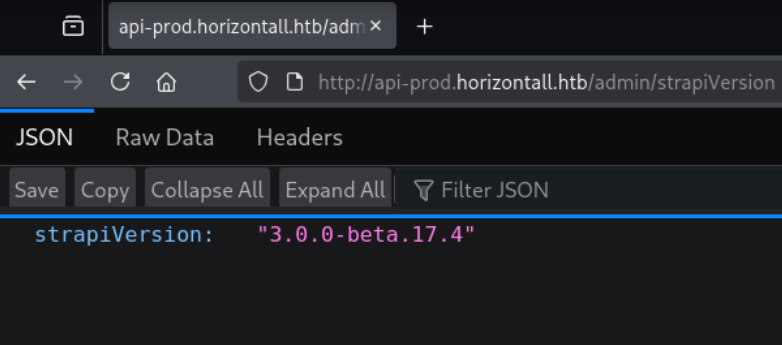 api-prod.horizontall.htb/adm
http://api-prod.horizontall.htb/admin/strapiVersion
JSON Raw Data Headers
Save Copy Collapse All Expand All Filter JSON
strapiVersion: "3.0.0-beta.17.4"